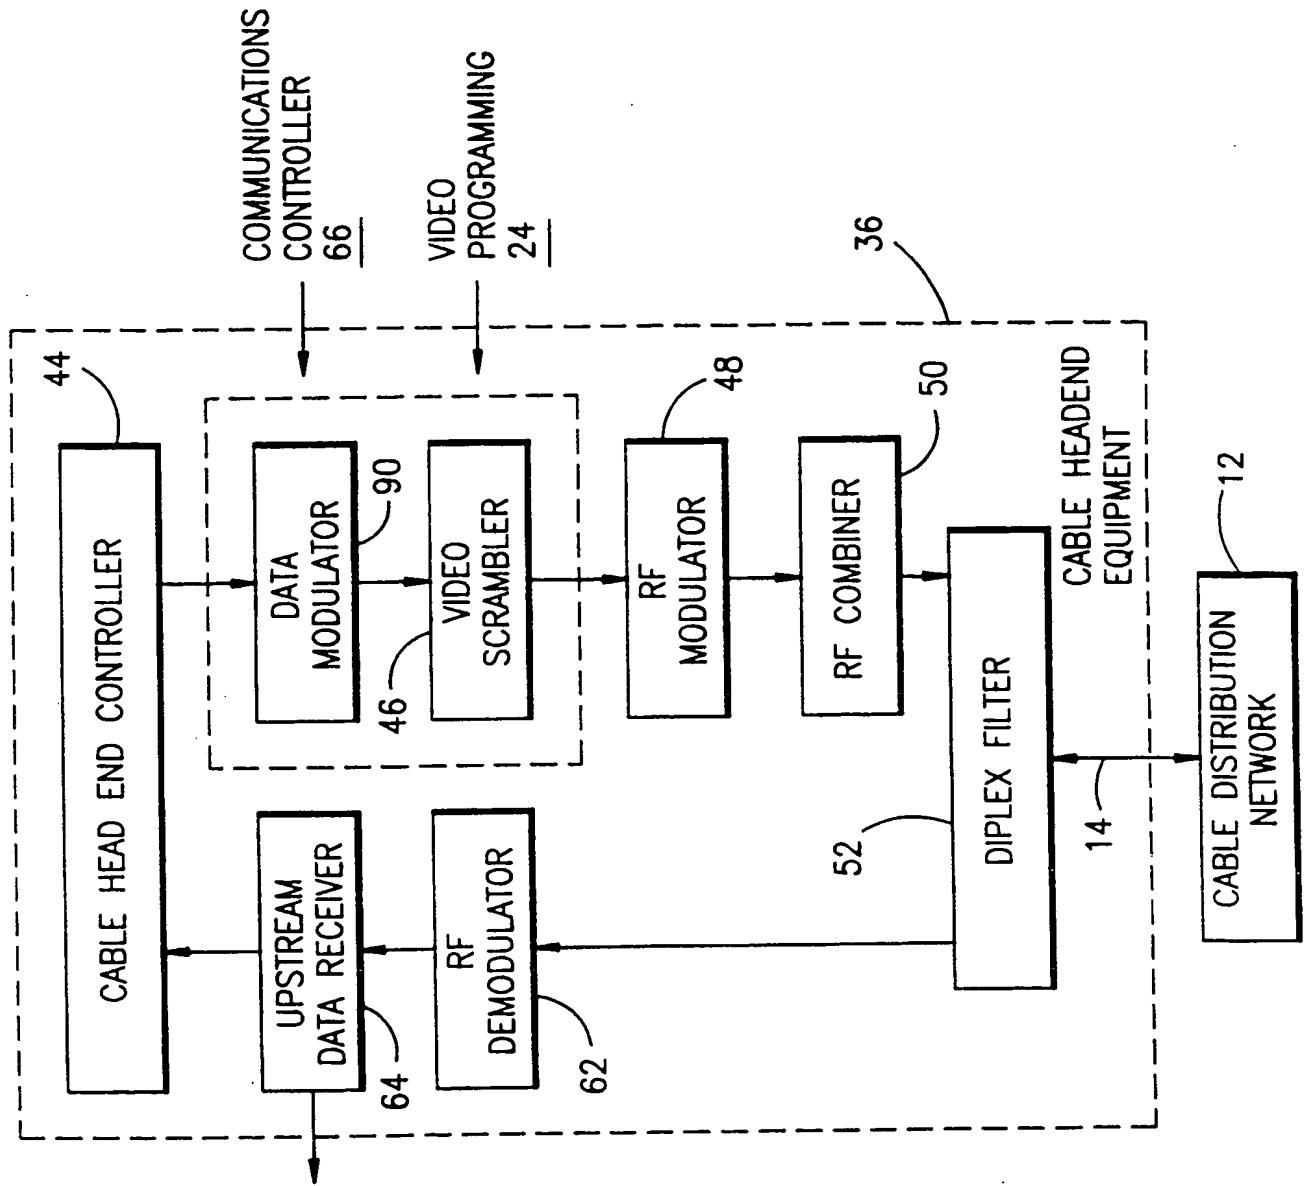 COMMUNICATIONS
CONTROLLER
66
VIDEO
PROGRAMMING
24
36
44
CABLE HEAD END CONTROLLER
DATA
MODULATOR
90
VIDEO
SCRAMBLER
46
RF
MODULATOR
48
RF COMBINER
50
UPSTREAM
DATA RECEIVER
64
RF
DEMODULATOR
62
DIPLEX FILTER
52
CABLE HEADEND
EQUIPMENT
14
CABLE DISTRIBUTION
NETWORK
12